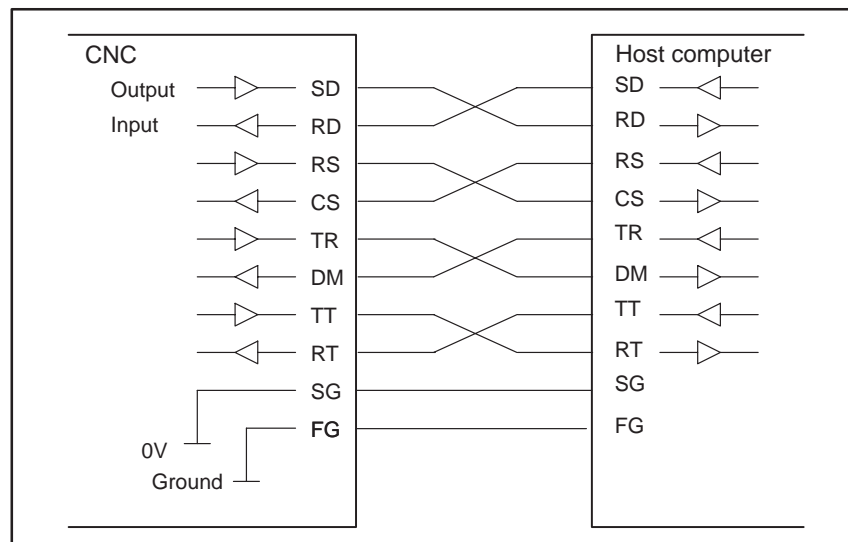 CNC
Host computer
Output SD SD
Input RD RD
RS RS
CS CS
TR TR
DM DM
TT TT
RT RT
SG SG
FG FG
0V
Ground